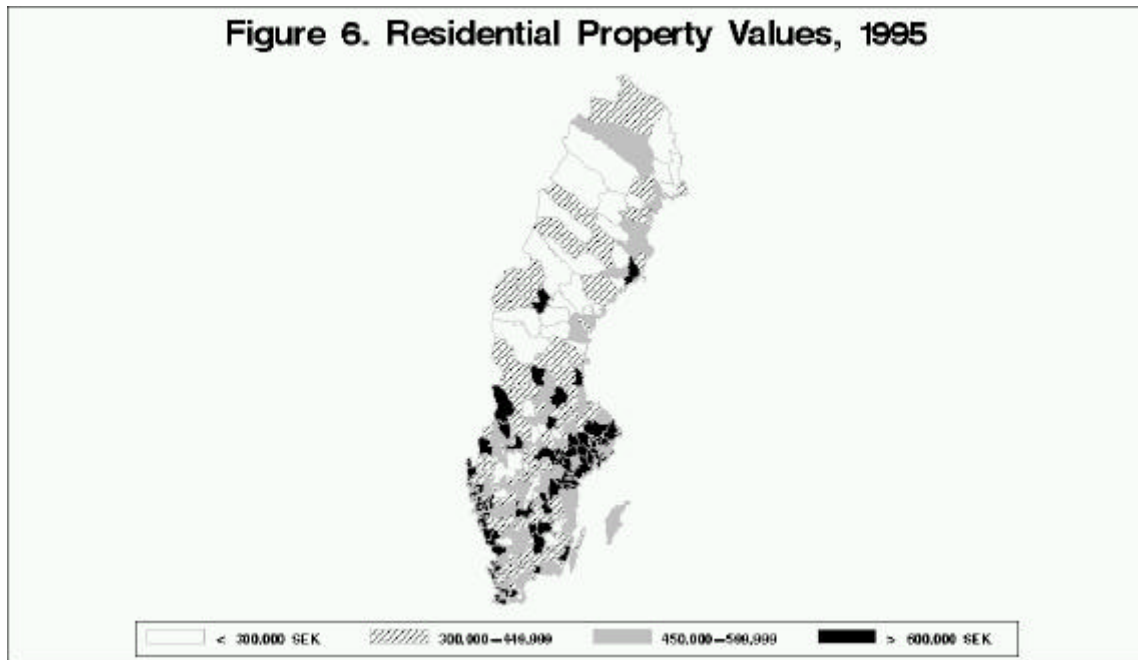 Figure 6. Residential Property Values, 1995
< 300,000 SEK 300,000–449,999 450,000–599,999 > 600,000 SEK